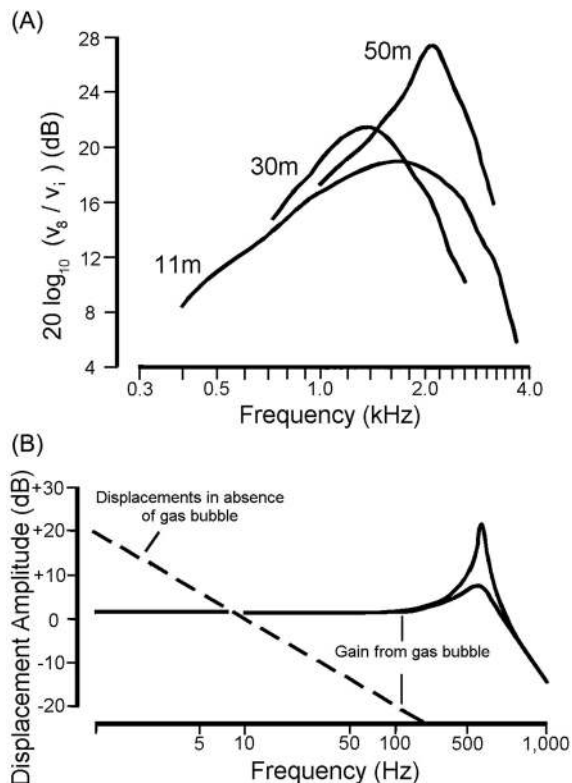 (A)
20 log10 (v8 / vi ) (dB)
28
24
20
16
12
8
4
50m
30m
11m
0.3
0.5
1.0
2.0
4.0
Frequency (kHz)
(B)
Displacement Amplitude (dB)
+30
+20
+10
0
-10
-20
Displacements in absence
of gas bubble
Gain from gas bubble
5
10
50
100
500
1,000
Frequency (Hz)